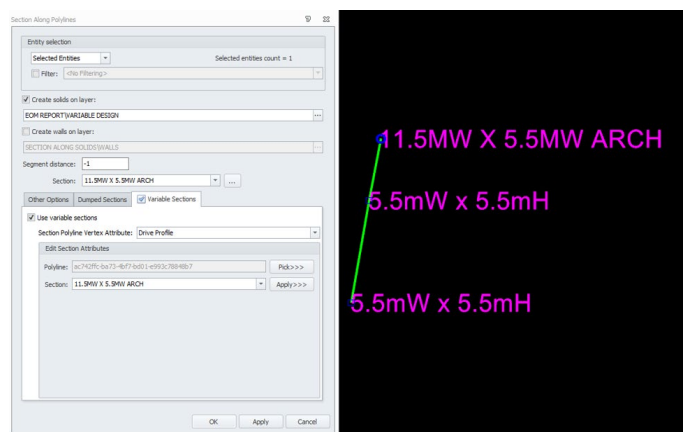 Section Along Polylines
Entity selection
Selected Entities
Selected entities count = 1
Filter: <No Filtering>
Create solids on layer:
EOM REPORT\VARIABLE DESIGN
...
Create walls on layer:
SECTION ALONG SOLIDS\WALLS
...
Segment distance: -1
Section: 11.5MW X 5.5MW ARCH ...
Other Options Dumped Sections Variable Sections
Use variable sections
Section Polyline Vertex Attribute: Drive Profile
Edit Section Attributes
Polyline: ac742ffc-ba73-4bf7-bd01-e993c78848b7 Pick>>>
Section: 11.5MW X 5.5MW ARCH Apply>>>
OK Apply Cancel
11.5MW X 5.5MW ARCH
5.5mW x 5.5mH
5.5mW x 5.5mH